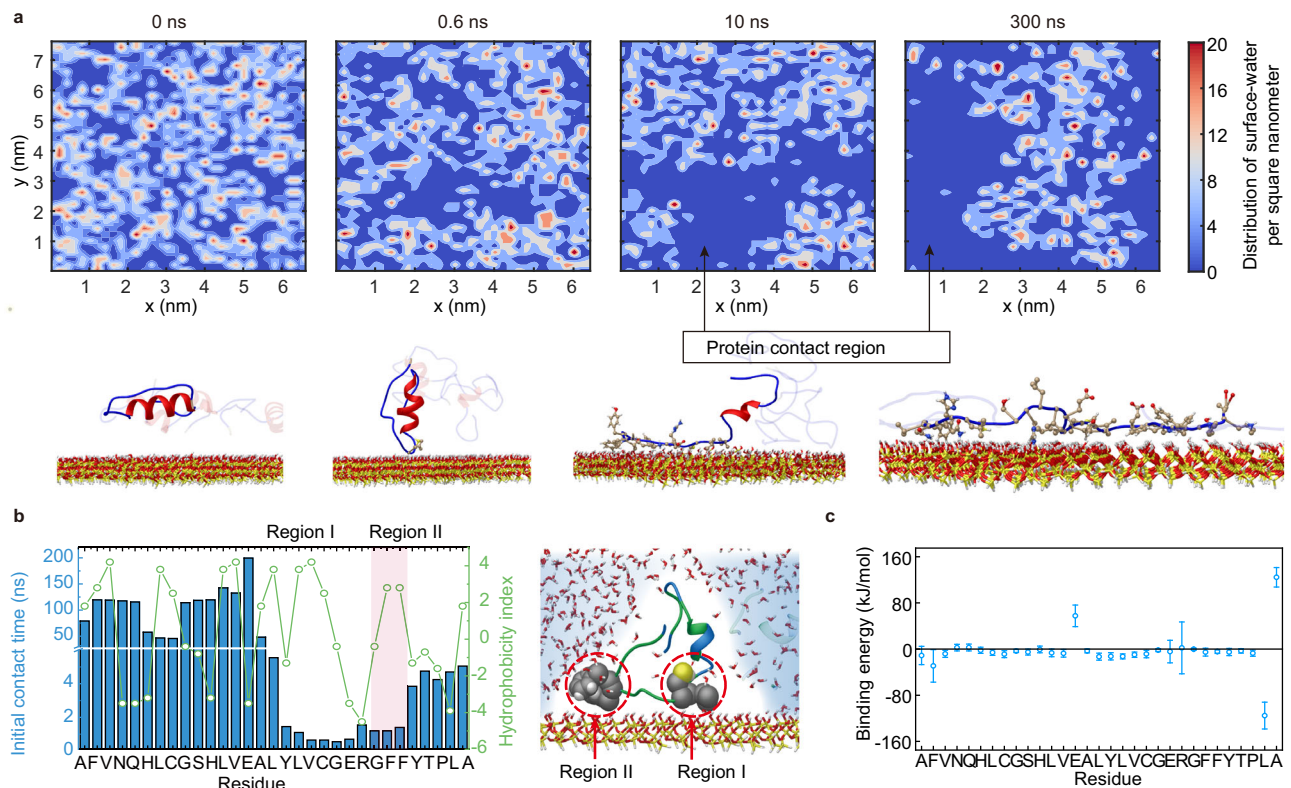 a
0 ns
0.6 ns
10 ns
300 ns
y (nm)
7
6
5
4
3
2
1
1 2 3 4 5 6
x (nm)
1 2 3 4 5 6
x (nm)
1 2 3 4 5 6
x (nm)
1 2 3 4 5 6
x (nm)
20
16
12
8
4
0
Distribution of surface-water
per square nanometer
Protein contact region
b
Region I
Region II
Initial contact time (ns)
200
150
100
50
4
2
0
4
2
0
-2
-4
-6
Hydrophobicity index
AFVNQHLCGSHLVEALYLVCGERGFFYTPLA
Residue
Region II
Region I
c
Binding energy (kJ/mol)
160
80
0
-80
-160
AFVNQHLCGSHLVEALYLVCGERGFFYTPLA
Residue